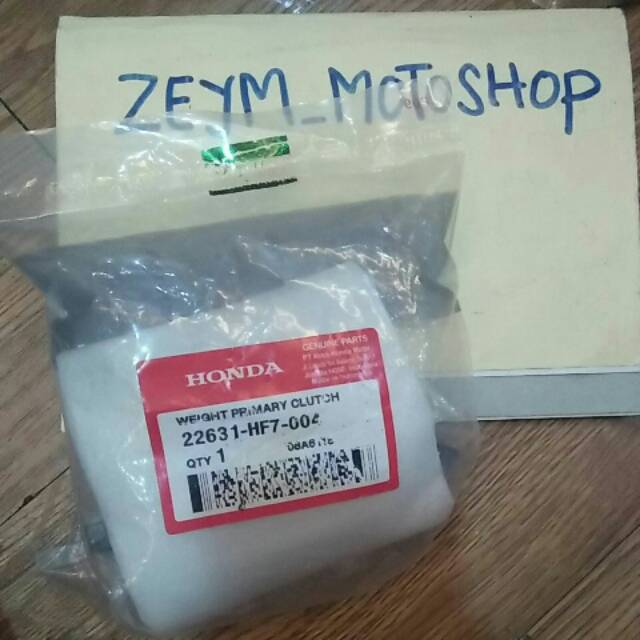 ZEYM_MOTOSHOP
HONDA
GENUINE PARTS
WEIGHT PRIMARY CLUTCH
22631-HF7-004
QTY 1